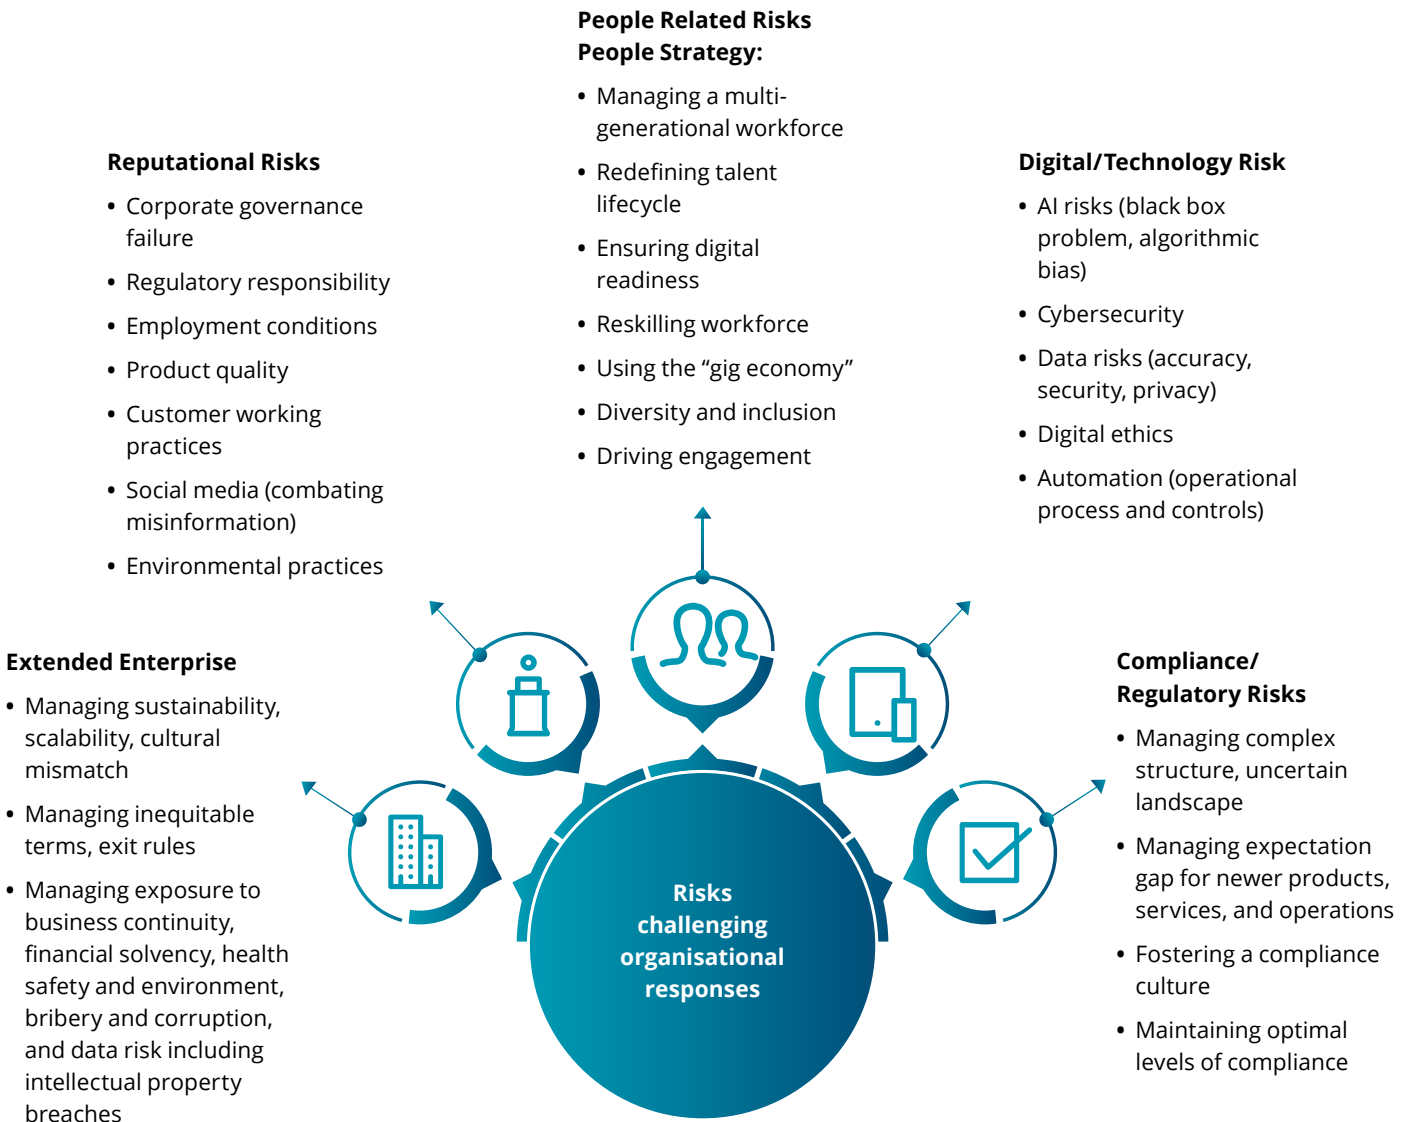 People Related Risks
People Strategy:
• Managing a multi-
generational workforce
• Redefining talent
lifecycle
• Ensuring digital
readiness
• Reskilling workforce
• Using the “gig economy”
• Diversity and inclusion
• Driving engagement
Reputational Risks
• Corporate governance
failure
• Regulatory responsibility
• Employment conditions
• Product quality
• Customer working
practices
• Social media (combating
misinformation)
• Environmental practices
Digital/Technology Risk
• AI risks (black box
problem, algorithmic
bias)
• Cybersecurity
• Data risks (accuracy,
security, privacy)
• Digital ethics
• Automation (operational
process and controls)
Extended Enterprise
• Managing sustainability,
scalability, cultural
mismatch
• Managing inequitable
terms, exit rules
• Managing exposure to
business continuity,
financial solvency, health
safety and environment,
bribery and corruption,
and data risk including
intellectual property
breaches
Compliance/
Regulatory Risks
• Managing complex
structure, uncertain
landscape
• Managing expectation
gap for newer products,
services, and operations
• Fostering a compliance
culture
• Maintaining optimal
levels of compliance
Risks
challenging
organisational
responses